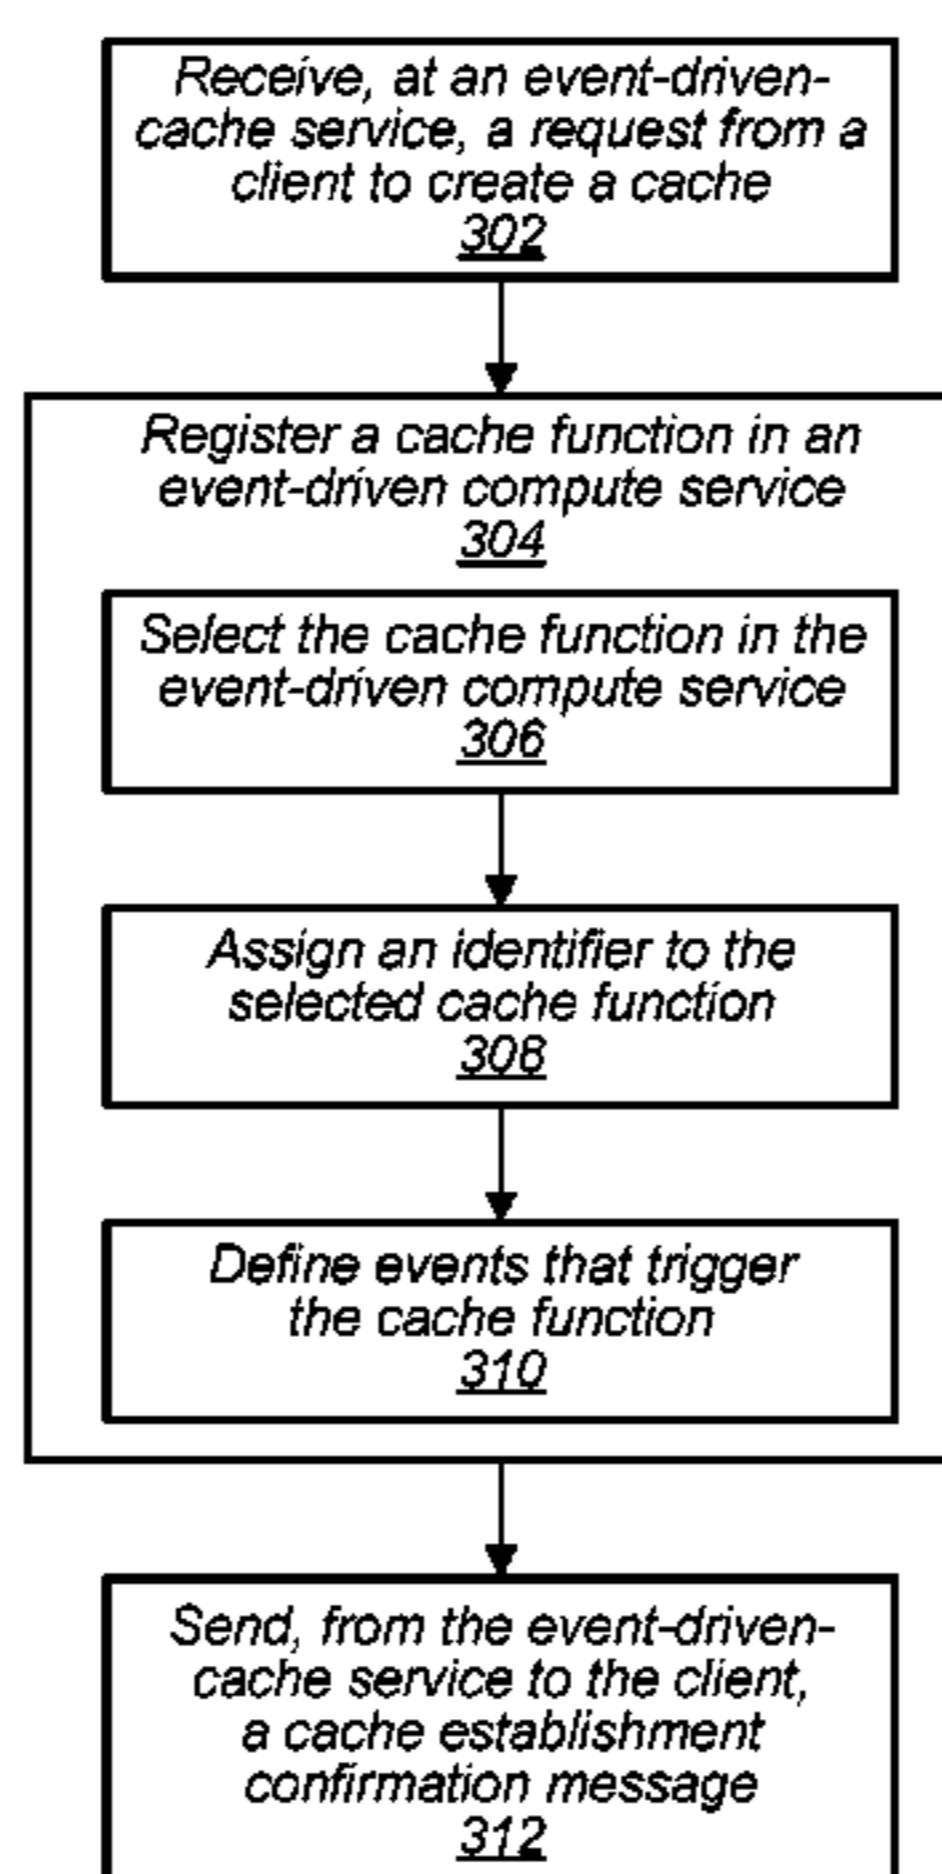 Receive, at an event-driven-
cache service, a request from a
client to create a cache
302
Register a cache function in an
event-driven compute service
304
Select the cache function in the
event-driven compute service
306
Assign an identifier to the
selected cache function
308
Define events that trigger
the cache function
310
Send, from the event-driven-
cache service to the client,
a cache establishment
confirmation message
312